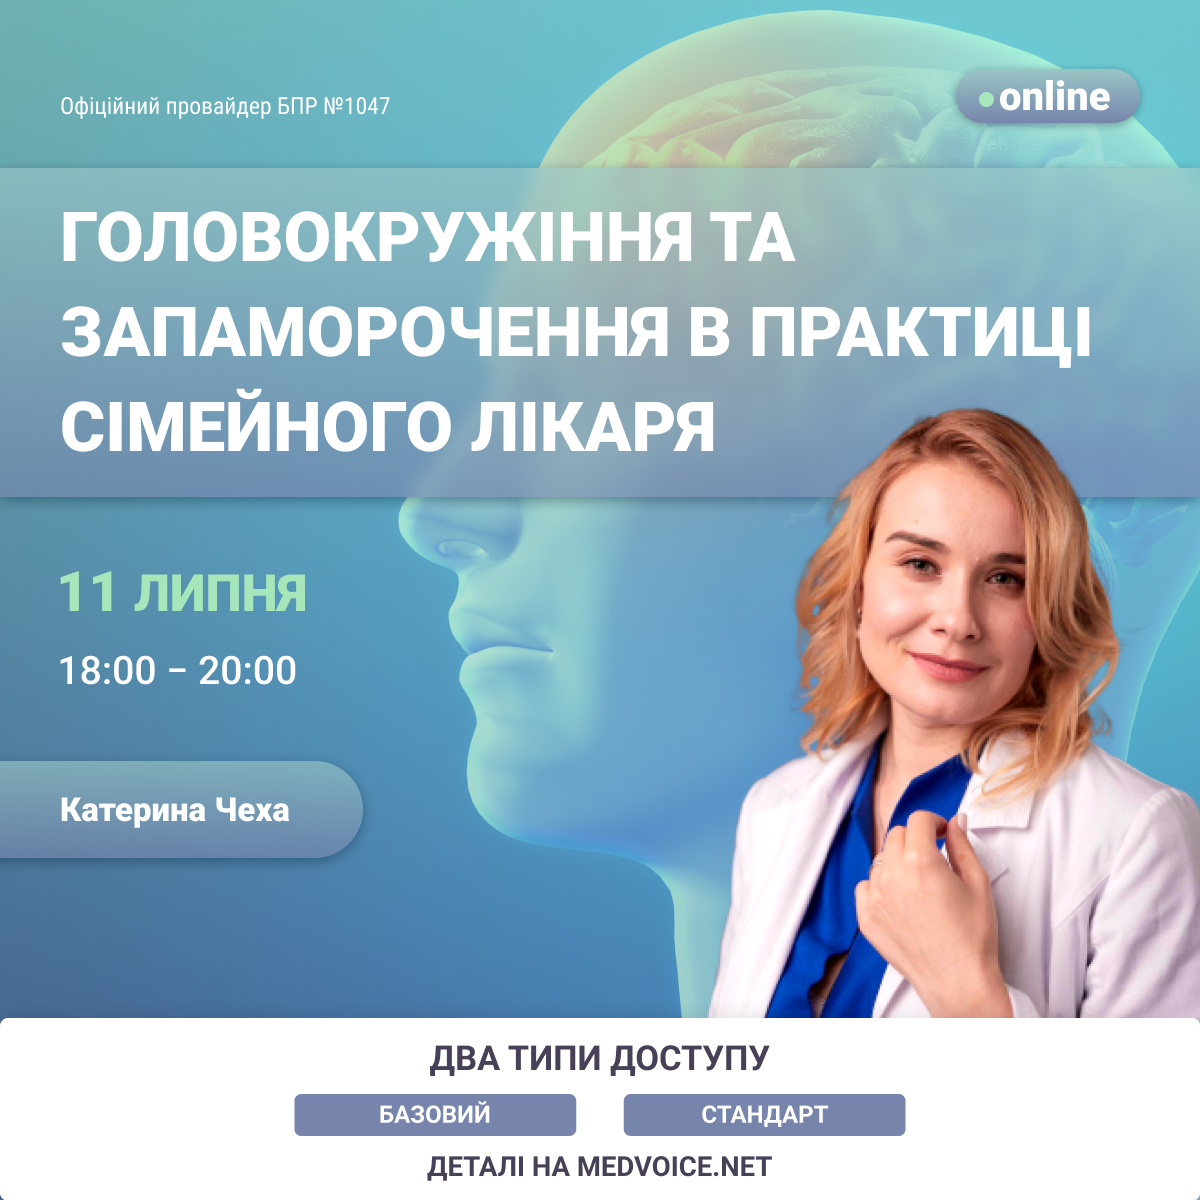 Офіційний провайдер БПР №1047
online
ГОЛОВОКРУЖІННЯ ТА
ЗАПАМОРОЧЕННЯ В ПРАКТИЦІ
СІМЕЙНОГО ЛІКАРЯ
11 ЛИПНЯ
18:00 – 20:00
Катерина Чеха
ДВА ТИПИ ДОСТУПУ
БАЗОВИЙ
СТАНДАРТ
ДЕТАЛІ НА MEDVOICE.NET